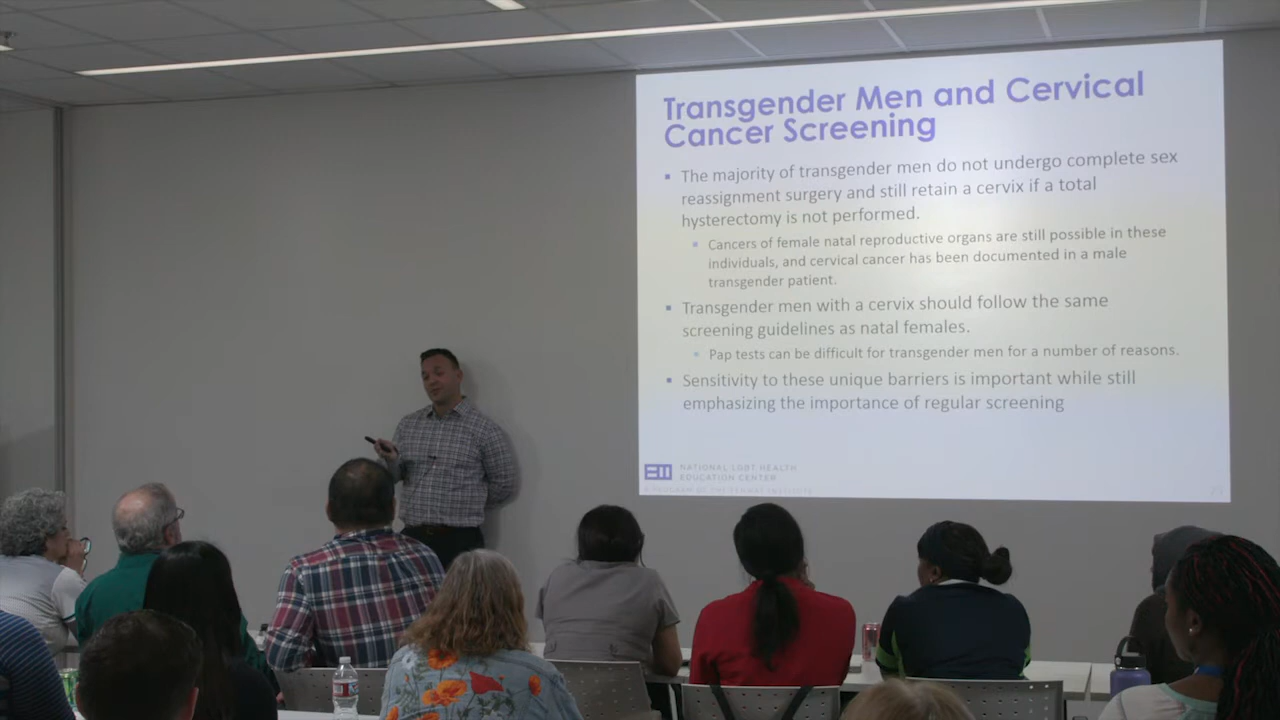 Transgender Men and Cervical
Cancer Screening
The majority of transgender men do not undergo complete sex
reassignment surgery and still retain a cervix if a total
hysterectomy is not performed.
Cancers of female natal reproductive organs are still possible in these
individuals, and cervical cancer has been documented in a male
transgender patient.
Transgender men with a cervix should follow the same
screening guidelines as natal females.
Pap tests can be difficult for transgender men for a number of reasons.
Sensitivity to these unique barriers is important while still
emphasizing the importance of regular screening
NATIONAL LGBT HEALTH
EDUCATION CENTER
A PROGRAM OF THE FENWAY INSTITUTE